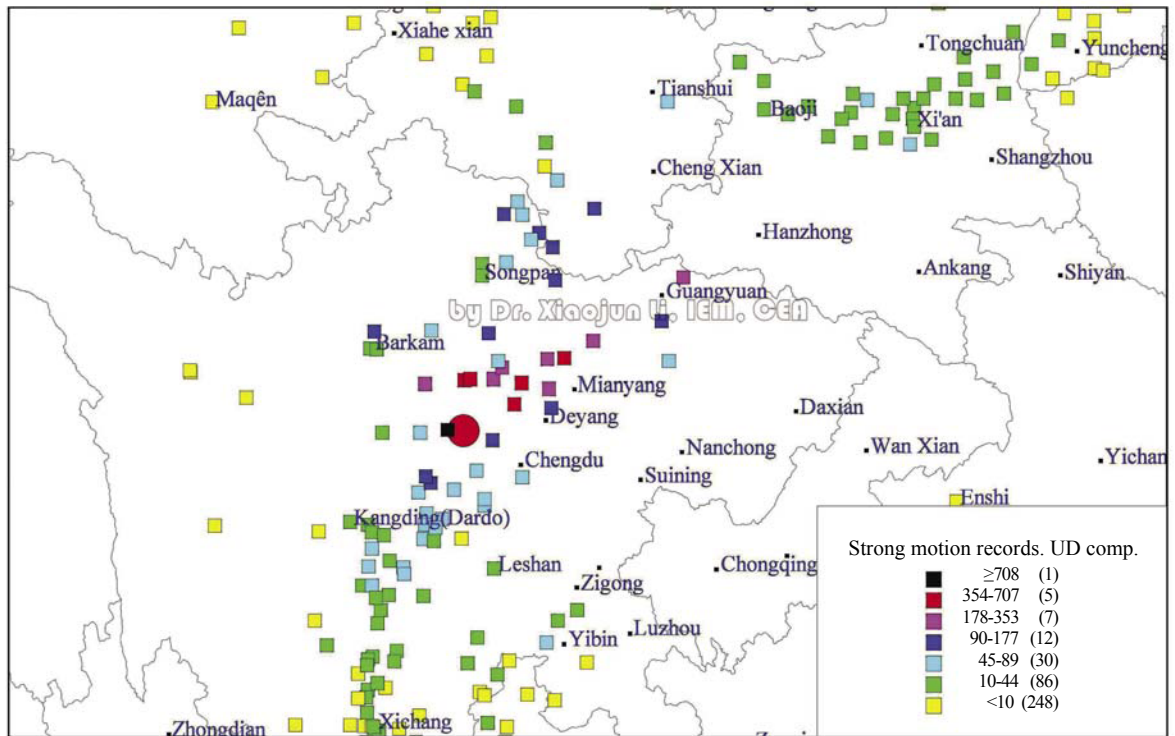 Xiahe xian
Tongchuan
Yuncheng
Maqên
Tianshui
Baoji
Xi'an
Shangzhou
Cheng Xian
Hanzhong
Songpan
Ankang
Shiyan
Guangyuan
by Dr. Xiaojun Li, IEM, CEA
Barkam
Mianyang
Deyang
Daxian
Nanchong
Wan Xian
Yichan
Chengdu
Suining
Enshi
Kangding(Dardo)
Leshan
Zigong
Chongqing
Yibin
Luzhou
Zhongdian
Xichang
Strong motion records. UD comp.
≥708 (1)
354-707 (5)
178-353 (7)
90-177 (12)
45-89 (30)
10-44 (86)
<10 (248)